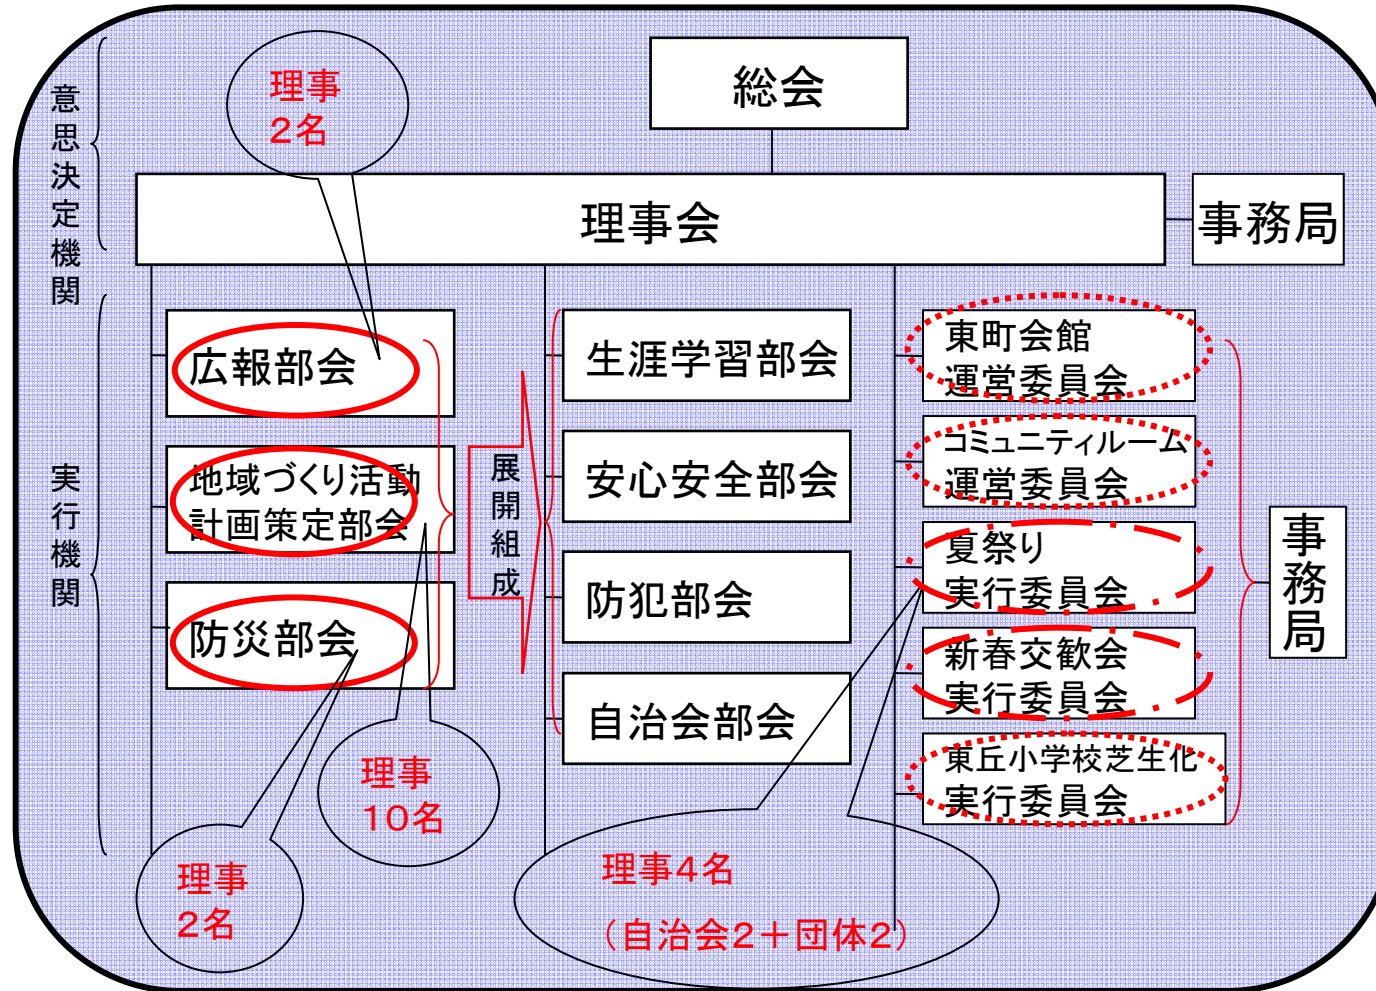 意思決定機関
理事
２名
総会
理事会
事務局
実行機関
広報部会
地域づくり活動
計画策定部会
防災部会
展開組成
生涯学習部会
安心安全部会
防犯部会
自治会部会
東町会館
運営委員会
コミュニティルーム
運営委員会
夏祭り
実行委員会
新春交歓会
実行委員会
東丘小学校芝生化
実行委員会
事務局
理事
１０名
理事
２名
理事４名
（自治会２＋団体２）